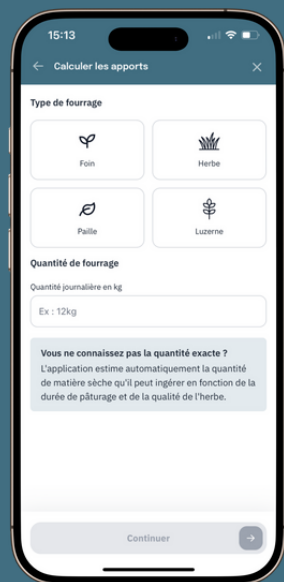 15:13
Calculer les apports
Type de fourrage
Foin
Herbe
Paille
Luzerne
Quantité de fourrage
Quantité journalière en kg
Ex : 12kg
Vous ne connaissez pas la quantité exacte ?
L'application estime automatiquement la quantité
de matière sèche qu'il peut ingérer en fonction de la
durée de pâturage et de la qualité de l'herbe.
Continuer